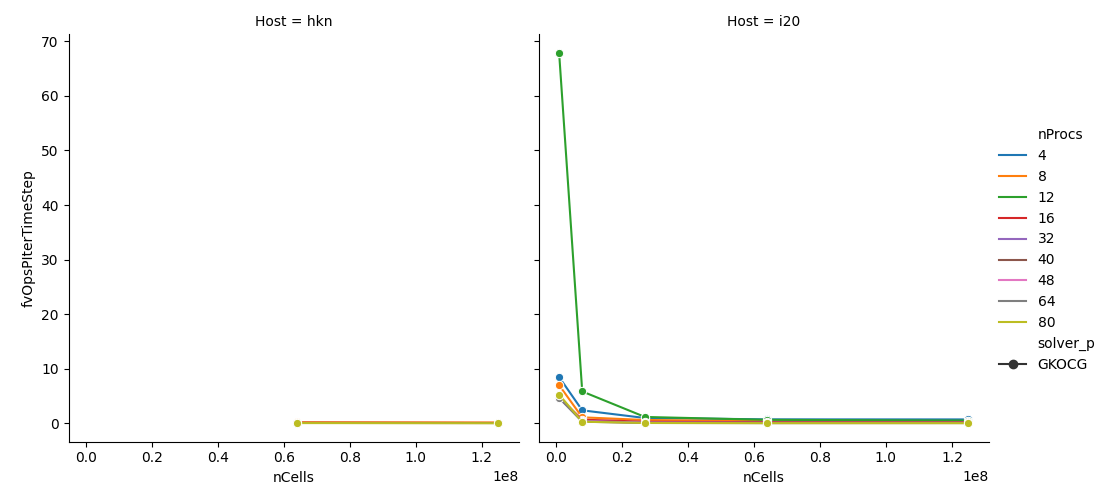 Host = hkn
Host = i20
70
60
50
40
30
20
10
0
fvOpsPIterTimeStep
0.0 0.2 0.4 0.6 0.8 1.0 1.2
1e8
nCells
0.0 0.2 0.4 0.6 0.8 1.0 1.2
1e8
nCells
nProcs
4
8
12
16
32
40
48
64
80
solver_p
GKOCG